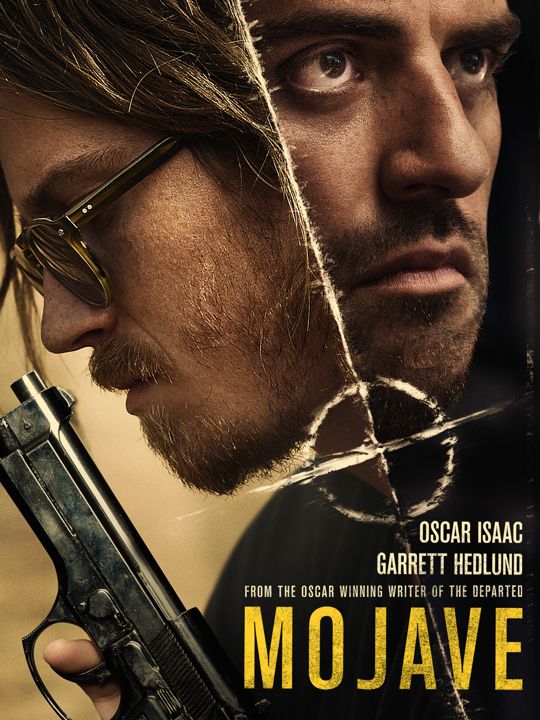 OSCAR ISAAC
GARRETT HEDLUND
FROM THE OSCAR WINNING WRITER OF THE DEPARTED
MOJAVE